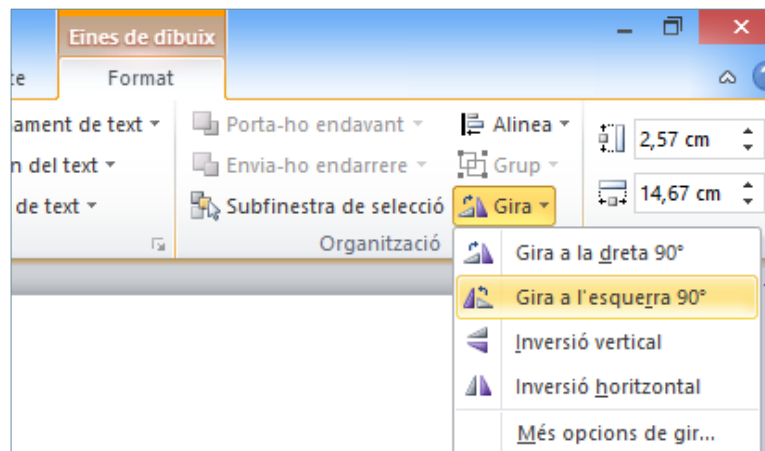 Eines de dibuix
te Format
ament de text Porta-ho endavant Alinea 2,57 cm
n del text Envia-ho endarrere Grup
de text Subfinestra de selecció Gira 14,67 cm
Organització
Gira a la dreta 90°
Gira a l'esquerra 90°
Inversió vertical
Inversió horitzontal
Més opcions de gir...